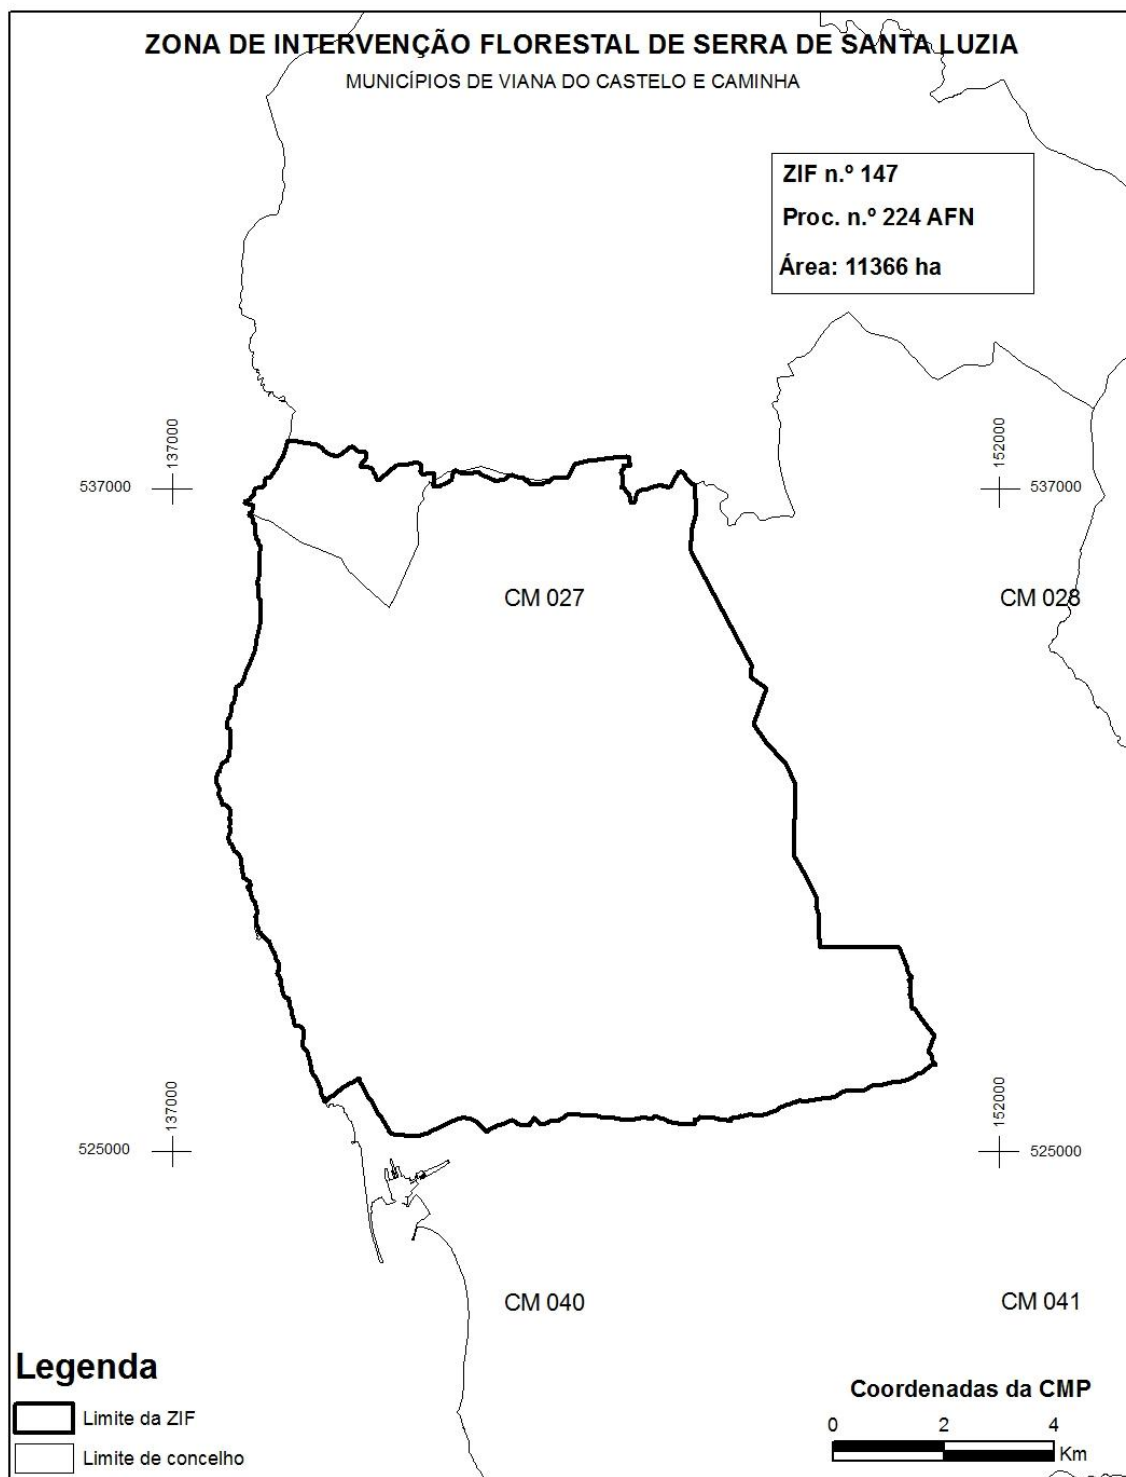 ZONA DE INTERVENÇÃO FLORESTAL DE SERRA DE SANTA LUZIA
MUNICÍPIOS DE VIANA DO CASTELO E CAMINHA
ZIF n.º 147
Proc. n.º 224 AFN
Área: 11366 ha
137000
152000
537000
537000
CM 027
CM 028
137000
152000
525000
525000
CM 040
CM 041
Legenda
Limite da ZIF
Limite de concelho
Coordenadas da CMP
0 2 4
Km